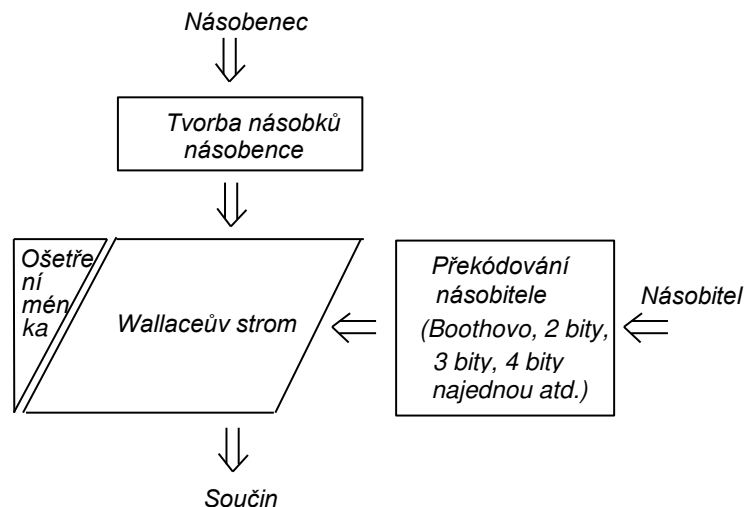 Násobenec
Tvorba násobků
násobence
Ošetře
ní
mén
ka
Wallaceův strom
Překódování
násobitele
(Boothovo, 2 bity,
3 bity, 4 bity
najednou atd.)
Násobitel
Součin